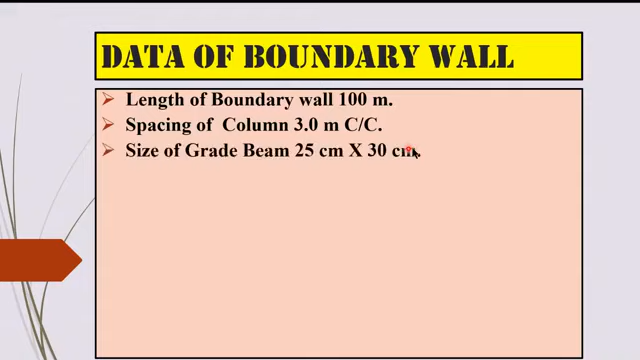 DATA OF BOUNDARY WALL
Length of Boundary wall 100 m.
Spacing of Column 3.0 m C/C.
Size of Grade Beam 25 cm X 30 cm.